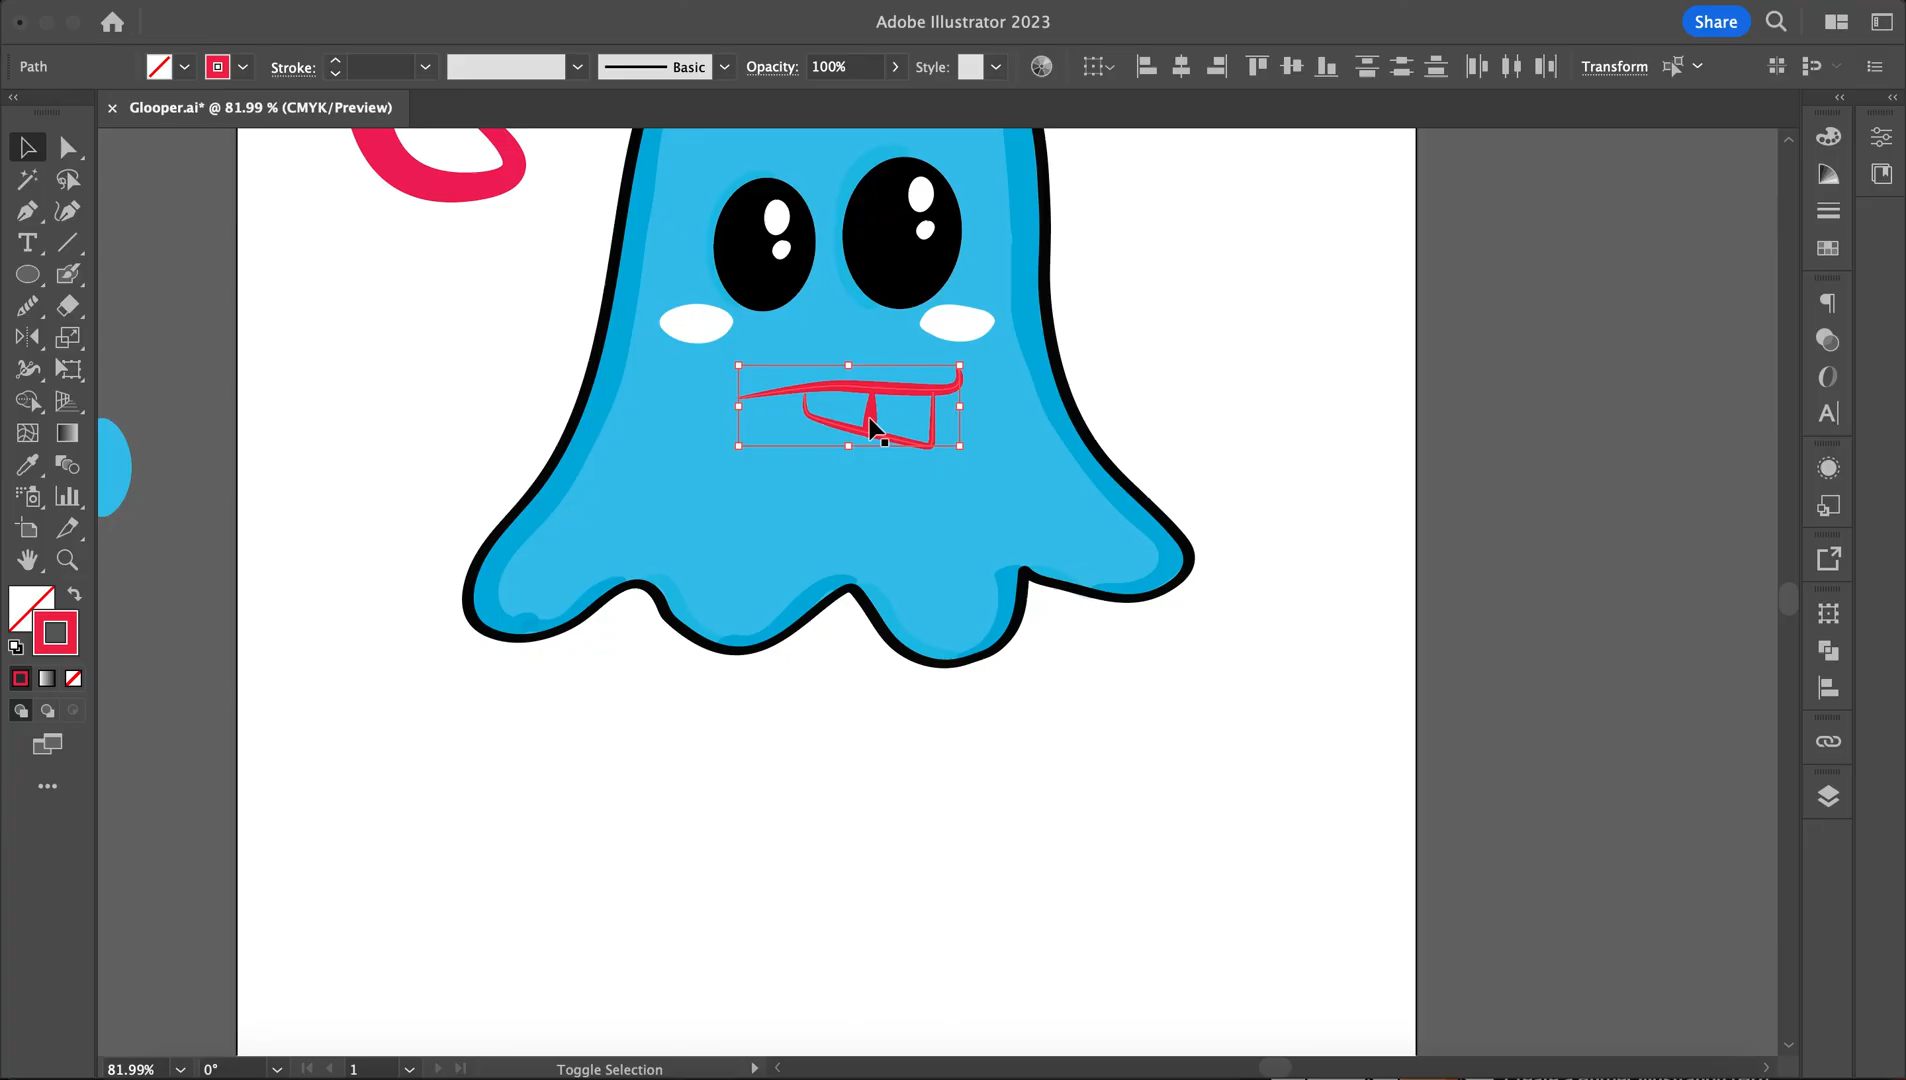 Adobe Illustrator 2023
Share
Path
Stroke:
Basic
Opacity:
100%
Style:
Transform
Glooper.ai* @ 81.99 % (CMYK/Preview)
81.99%
0°
1
Toggle Selection